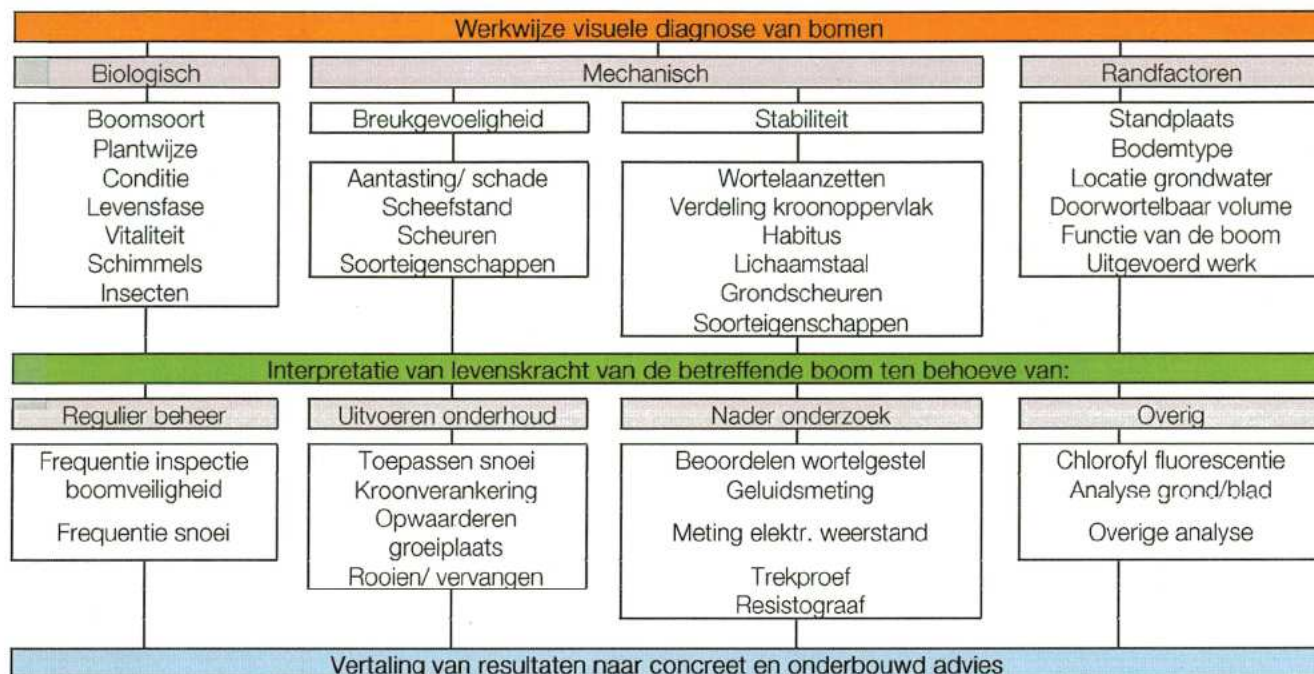 Werkwijze visuele diagnose van bomen
Biologisch
Boomsoort
Plantwijze
Conditie
Levensfase
Vitaliteit
Schimmels
Insecten
Mechanisch
Breukgevoeligheid
Aantasting/ schade
Scheefstand
Scheuren
Soorteigenschappen
Stabiliteit
Wortelaanzetten
Verdeling kroonoppervlak
Habitus
Lichaamstaal
Grondscheuren
Soorteigenschappen
Randfactoren
Standplaats
Bodemtype
Locatie grondwater
Doorwortelbaar volume
Functie van de boom
Uitgevoerd werk
Interpretatie van levenskracht van de betreffende boom ten behoeve van:
Regulier beheer
Frequentie inspectie
boomveiligheid
Frequentie snoei
Uitvoeren onderhoud
Toepassen snoei
Kroonverankering
Opwaarderen
groeiplaats
Rooien/ vervangen
Nader onderzoek
Beoordelen wortelgestel
Geluidsmeting
Meting elektr. weerstand
Trekproef
Resistograaf
Overig
Chlorofyl fluorescentie
Analyse grond/blad
Overige analyse
Vertaling van resultaten naar concreet en onderbouwd advies